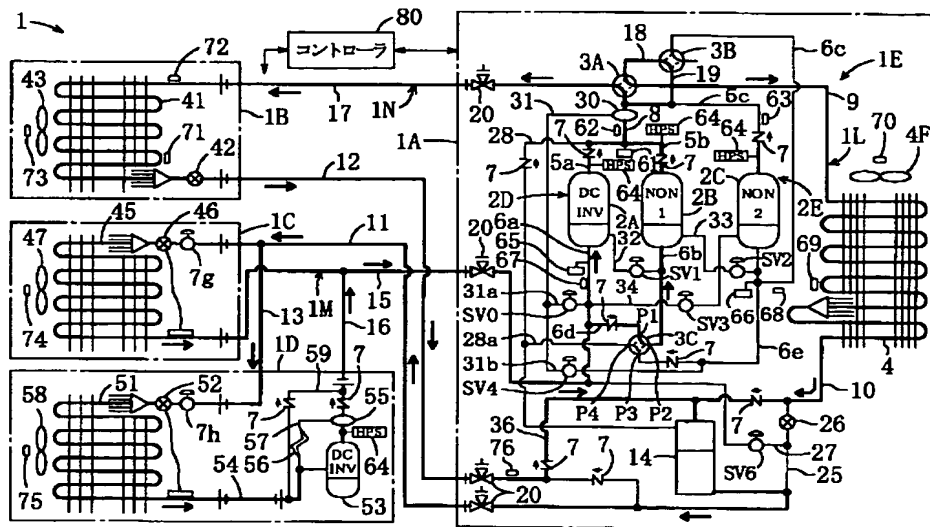 1
72
80
コントローラ
43
41
73
71
42
1B
17
1N
12
1A
20
18
3A
3B
19
6c
5c
1E
9
31
30
8
62
64
HPS
63
28
7
5a
5b
61
HPS
64
64
HPS
7
7
70
4F
1L
2D
DC
INV
2A
NON
1
2B
2C
NON
2
2E
45
46
1C
11
47
7g
74
1M
15
20
6a
65
67
32
6b
33
SV1
SV2
69
31a
SV0
34
P1
SV3
66
68
13
16
1D
28a
6d
7
3C
7
6e
4
31b
SV4
P4
P3
P2
10
58
51
52
59
7
7
55
7h
57
56
HPS
64
DC
INV
75
54
53
36
76
7
7
14
7
26
SV6
27
25
20